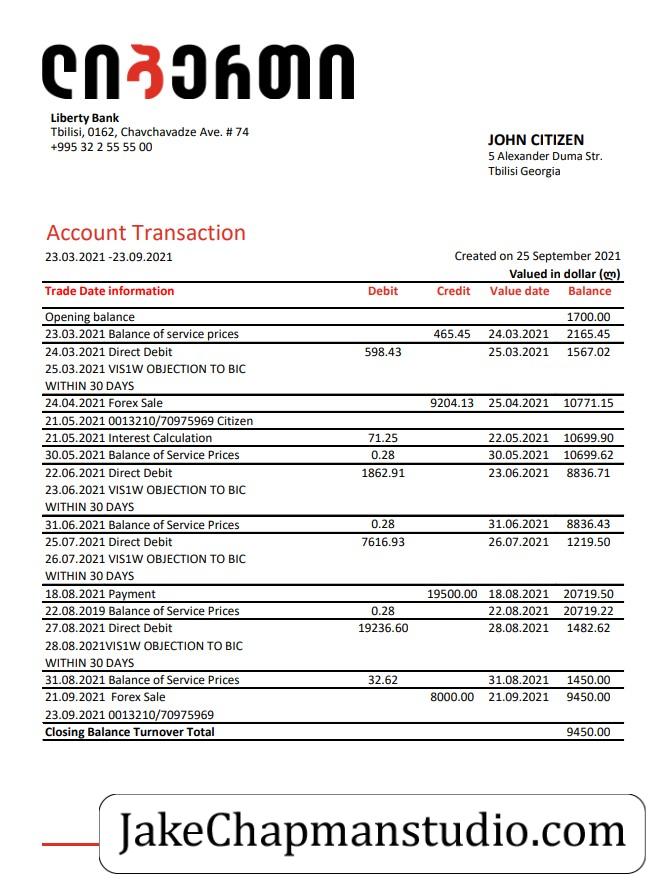 ლიბერთი
Liberty Bank
Tbilisi, 0162, Chavchavadze Ave. # 74
+995 32 2 55 55 00
JOHN CITIZEN
5 Alexander Duma Str.
Tbilisi Georgia
Account Transaction
23.03.2021 -23.09.2021
Created on 25 September 2021
Valued in dollar (ლ)
Trade Date information Debit Credit Value date Balance
Opening balance 1700.00
23.03.2021 Balance of service prices 465.45 24.03.2021 2165.45
24.03.2021 Direct Debit 598.43 25.03.2021 1567.02
25.03.2021 VIS1W OBJECTION TO BIC
WITHIN 30 DAYS
24.04.2021 Forex Sale 9204.13 25.04.2021 10771.15
21.05.2021 0013210/70975969 Citizen
21.05.2021 Interest Calculation 71.25 22.05.2021 10699.90
30.05.2021 Balance of Service Prices 0.28 30.05.2021 10699.62
22.06.2021 Direct Debit 1862.91 23.06.2021 8836.71
23.06.2021 VIS1W OBJECTION TO BIC
WITHIN 30 DAYS
31.06.2021 Balance of Service Prices 0.28 31.06.2021 8836.43
25.07.2021 Direct Debit 7616.93 26.07.2021 1219.50
26.07.2021 VIS1W OBJECTION TO BIC
WITHIN 30 DAYS
18.08.2021 Payment 19500.00 18.08.2021 20719.50
22.08.2019 Balance of Service Prices 0.28 22.08.2021 20719.22
27.08.2021 Direct Debit 19236.60 28.08.2021 1482.62
28.08.2021VIS1W OBJECTION TO BIC
WITHIN 30 DAYS
31.08.2021 Balance of Service Prices 32.62 31.08.2021 1450.00
21.09.2021 Forex Sale 8000.00 21.09.2021 9450.00
23.09.2021 0013210/70975969
Closing Balance Turnover Total 9450.00
JakeChapmanstudio.com